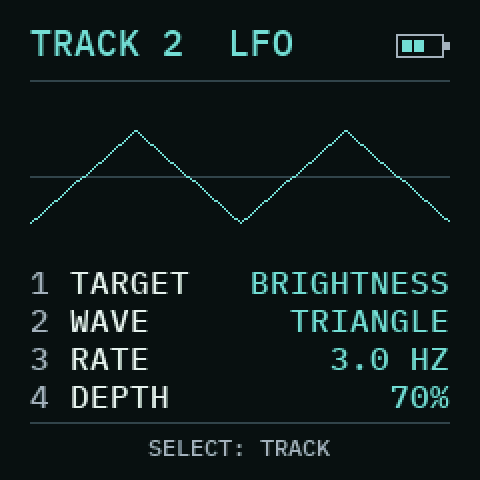 TRACK 2 LFO
1 TARGET BRIGHTNESS
2 WAVE TRIANGLE
3 RATE 3.0 HZ
4 DEPTH 70%
SELECT: TRACK